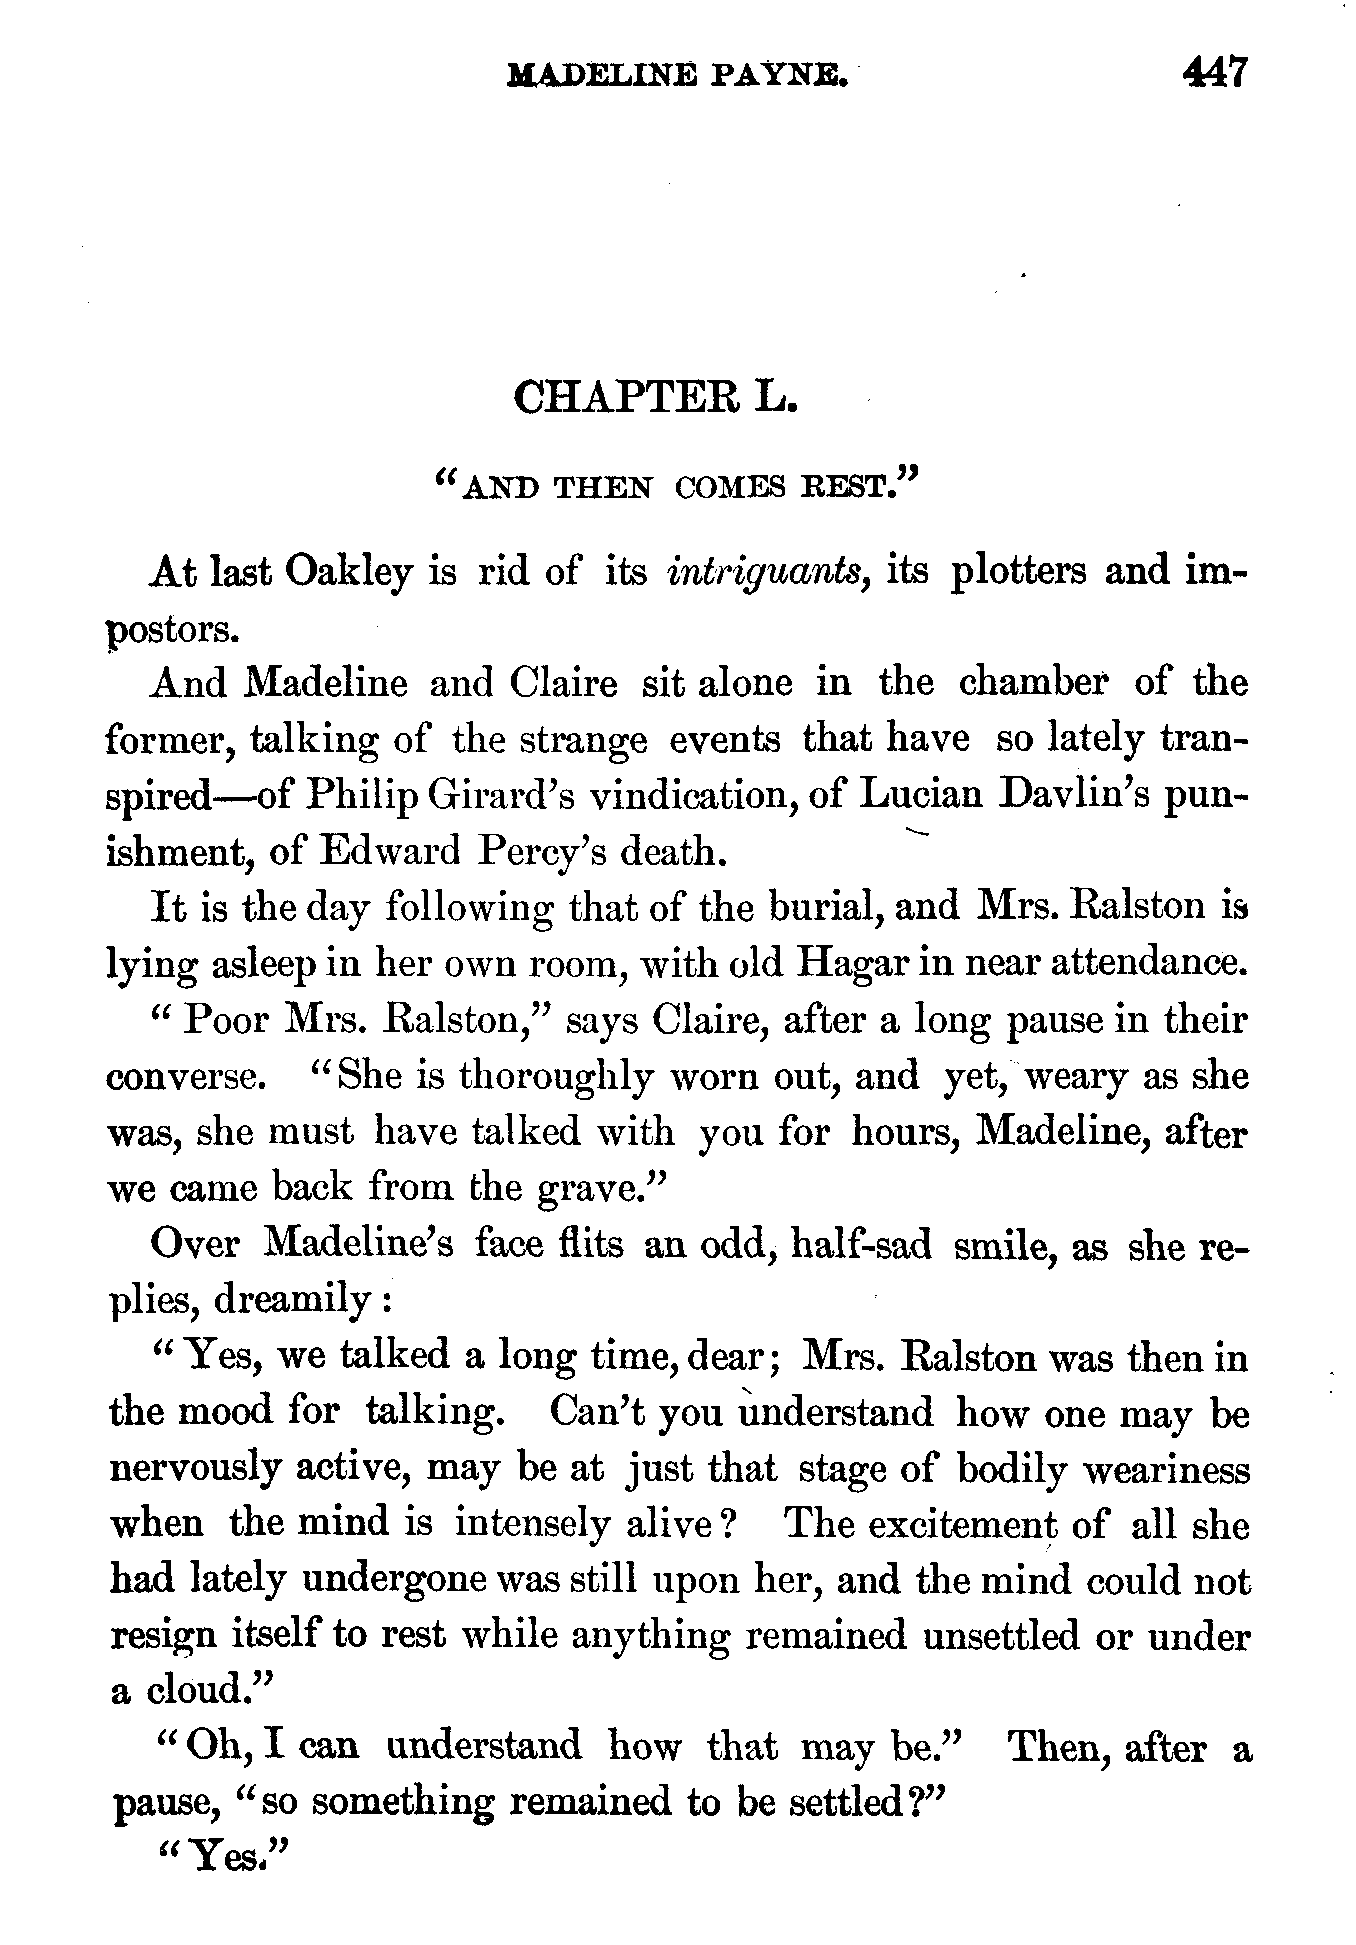 MADELINE PAYNE. 447
CHAPTER L.
"AND THEN COMES REST."
At last Oakley is rid of its intriguants, its plotters and im-
postors.
And Madeline and Claire sit alone in the chamber of the
former, talking of the strange events that have so lately tran-
spired—of Philip Girard's vindication, of Lucian Davlin's pun-
ishment, of Edward Percy's death.
It is the day following that of the burial, and Mrs. Ralston is
lying asleep in her own room, with old Hagar in near attendance.
"Poor Mrs. Ralston," says Claire, after a long pause in their
converse. "She is thoroughly worn out, and yet, weary as she
was, she must have talked with you for hours, Madeline, after
we came back from the grave."
Over Madeline's face flits an odd, half-sad smile, as she re-
plies, dreamily:
"Yes, we talked a long time, dear; Mrs. Ralston was then in
the mood for talking. Can't you understand how one may be
nervously active, may be at just that stage of bodily weariness
when the mind is intensely alive? The excitement of all she
had lately undergone was still upon her, and the mind could not
resign itself to rest while anything remained unsettled or under
a cloud."
"Oh, I can understand how that may be." Then, after a
pause, "so something remained to be settled?"
"Yes."